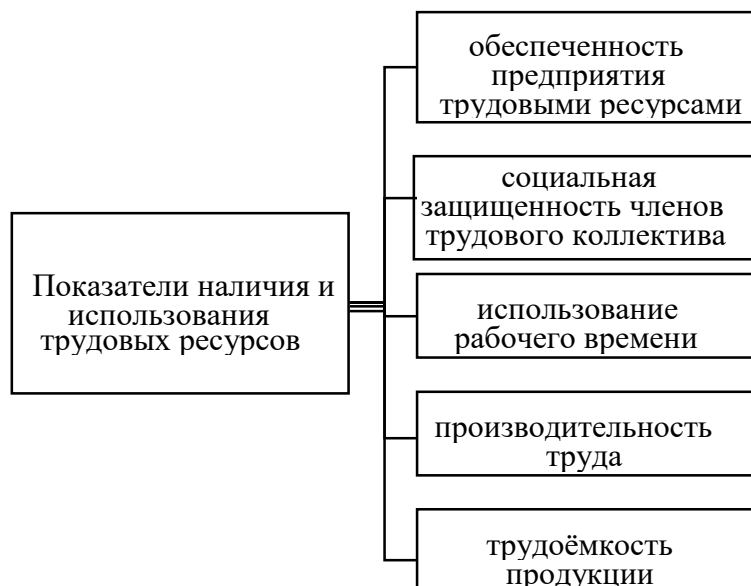 обеспеченность
предприятия
трудовыми ресурсами
социальная
защищенность членов
трудового коллектива
Показатели наличия и
использования
трудовых ресурсов
использование
рабочего времени
производительность
труда
трудоёмкость
продукции